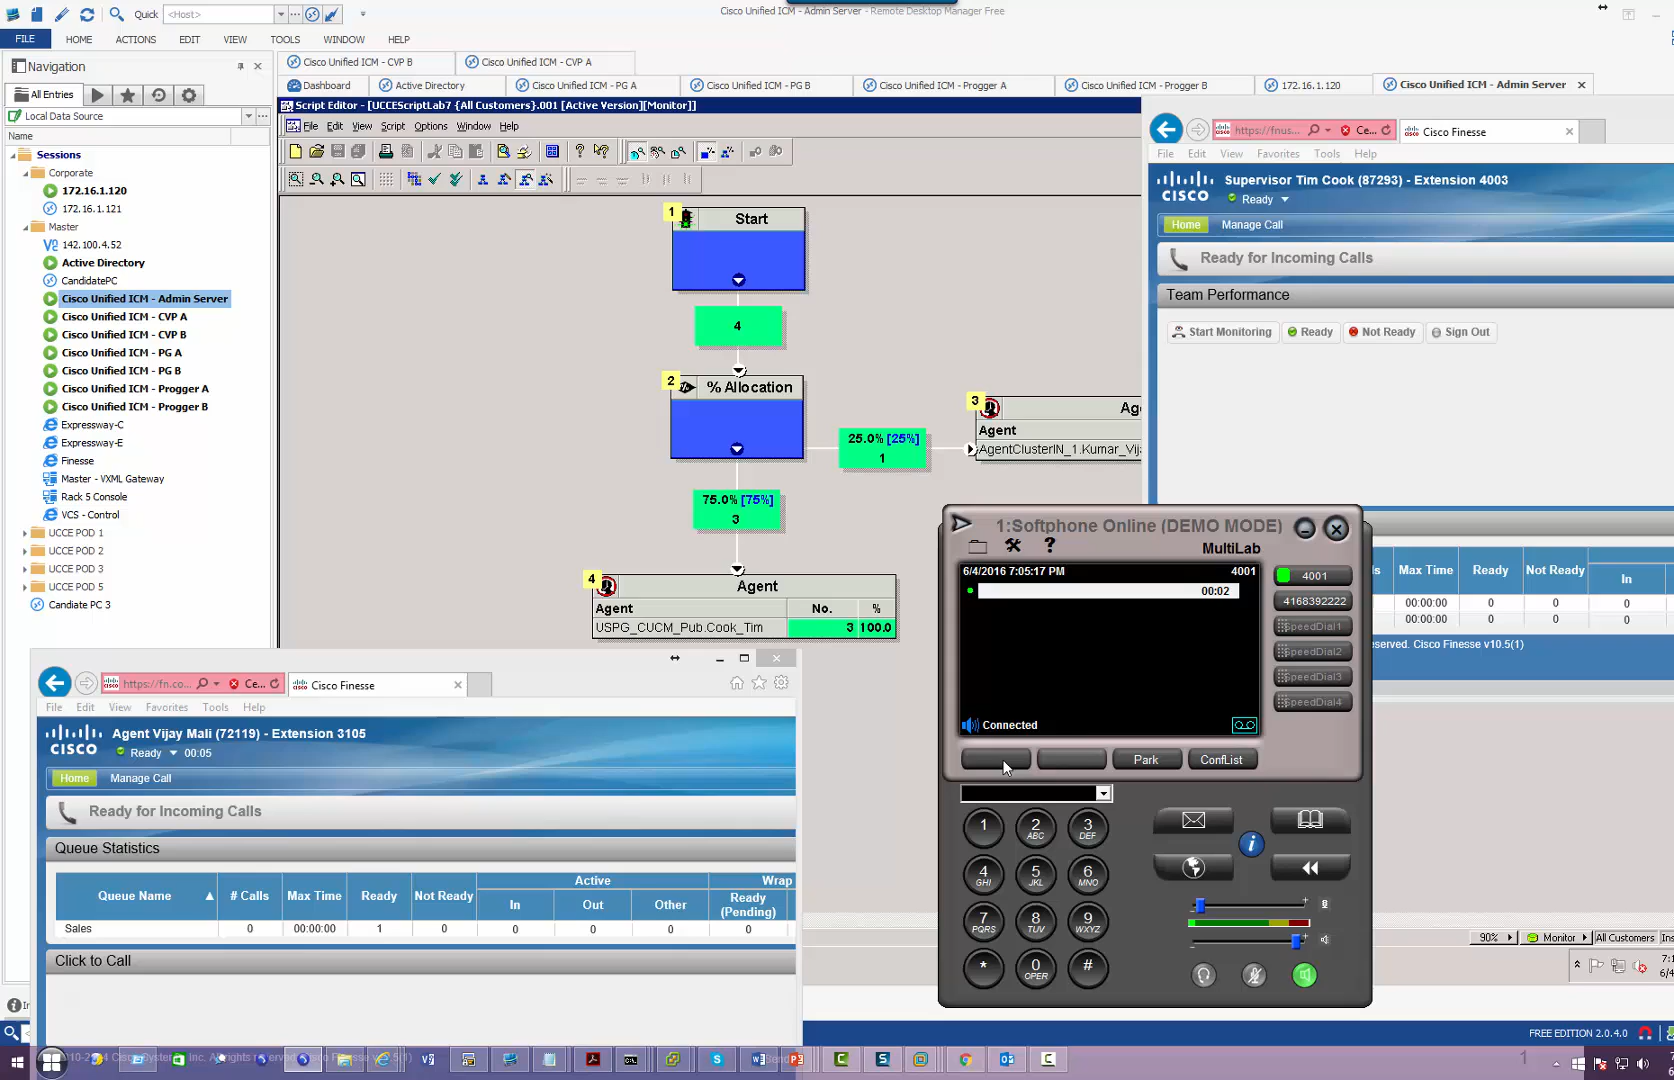 Quick
<Host>
Cisco Unified ICM - Admin Server - Remote Desktop Manager Free
FILE
HOME
ACTIONS
EDIT
VIEW
TOOLS
WINDOW
HELP
Navigation
All Entries
Local Data Source
Name
Sessions
Corporate
172.16.1.120
172.16.1.121
Master
142.100.4.52
Active Directory
CandidatePC
Cisco Unified ICM - Admin Server
Cisco Unified ICM - CVP A
Cisco Unified ICM - CVP B
Cisco Unified ICM - PG A
Cisco Unified ICM - PG B
Cisco Unified ICM - Progger A
Cisco Unified ICM - Progger B
Expressway-C
Expressway-E
Finesse
Master - VXML Gateway
Rack 5 Console
VCS - Control
UCCE POD 1
UCCE POD 2
UCCE POD 3
UCCE POD 5
Candiate PC 3
Cisco Unified ICM - CVP B
Cisco Unified ICM - CVP A
Dashboard
Active Directory
Cisco Unified ICM - PG A
Cisco Unified ICM - PG B
Cisco Unified ICM - Progger A
Cisco Unified ICM - Progger B
172.16.1.120
Cisco Unified ICM - Admin Server
Script Editor - [UCCEScriptLab7 {All Customers}.001 [Active Version][Monitor]]
File Edit View Script Options Window Help
1
Start
4
2
% Allocation
25.0% [25%]
1
75.0% [75%]
3
3
Agent
AgentClusterIN_1.Kumar_Vij
4
Agent
Agent No. %
USPG_CUCM_Pub.Cook_Tim 3 100.0
https://fnus... Ce...
Cisco Finesse
File Edit View Favorites Tools Help
CISCO
Supervisor Tim Cook (87293) - Extension 4003
Ready
Home
Manage Call
Ready for Incoming Calls
Team Performance
Start Monitoring
Ready
Not Ready
Sign Out
Max Time Ready Not Ready In
00:00:00 0 0 0
00:00:00 0 0 0
eserved. Cisco Finesse v10.5(1)
1:Softphone Online (DEMO MODE)
MultiLab
6/4/2016 7:05:17 PM 4001
00:02
Connected
4001
4168392222
SpeedDial1
SpeedDial2
SpeedDial3
SpeedDial4
Park
ConfList
1
2 ABC
3 DEF
4 GHI
5 JKL
6 MNO
7 PQRS
8 TUV
9 WXYZ
*
0 OPER
#
https://fn.co... Ce...
Cisco Finesse
File Edit View Favorites Tools Help
CISCO
Agent Vijay Mali (72119) - Extension 3105
Ready 00:05
Home
Manage Call
Ready for Incoming Calls
Queue Statistics
Active
Wrap
Queue Name # Calls Max Time Ready Not Ready In Out Other Ready (Pending)
Sales 0 00:00:00 1 0 0 0 0 0
Click to Call
90%
Monitor
All Customers
Ins
FREE EDITION 2.0.4.0